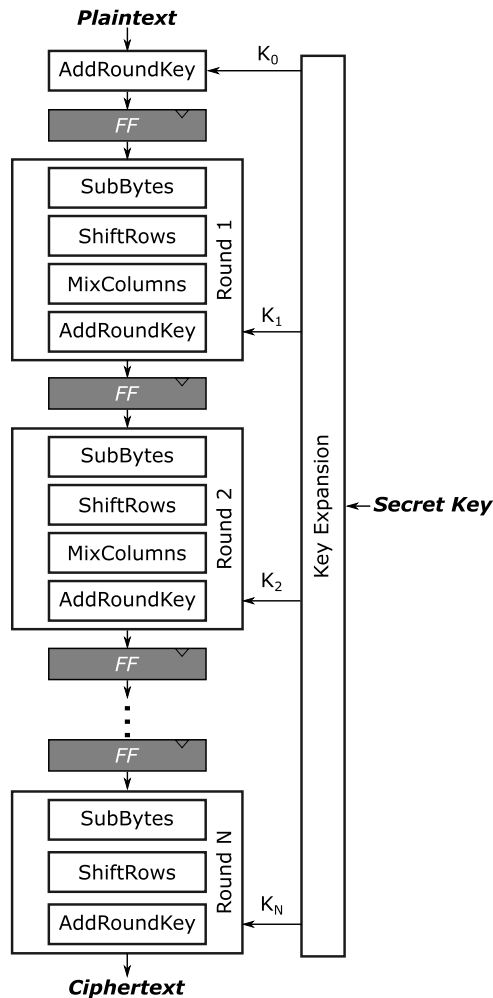 Plaintext
AddRoundKey
K0
FF
SubBytes
ShiftRows
MixColumns
AddRoundKey
Round 1
K1
FF
SubBytes
ShiftRows
MixColumns
AddRoundKey
Round 2
K2
Key Expansion
Secret Key
FF
FF
SubBytes
ShiftRows
AddRoundKey
Round N
KN
Ciphertext